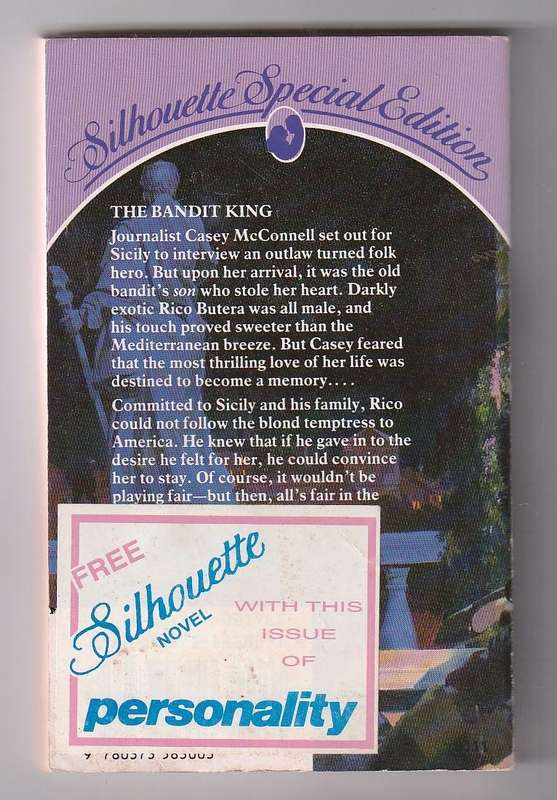 Silhouette Special Edition
THE BANDIT KING
Journalist Casey McConnell set out for
Sicily to interview an outlaw turned folk
hero. But upon her arrival, it was the old
bandit's son who stole her heart. Darkly
exotic Rico Butera was all male, and
his touch proved sweeter than the
Mediterranean breeze. But Casey feared
that the most thrilling love of her life was
destined to become a memory....
Committed to Sicily and his family, Rico
could not follow the blond temptress to
America. He knew that if he gave in to the
desire he felt for her, he could convince
her to stay. Of course, it wouldn't be
playing fair—but then, all's fair in the
FREE
Silhouette
NOVEL
WITH THIS
ISSUE
OF
personality